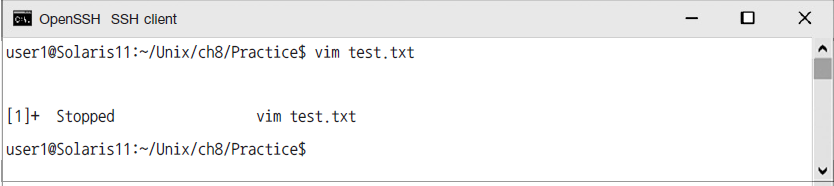 OpenSSH SSH client
user1@Solaris11:~/Unix/ch8/Practice$ vim test.txt
[1]+  Stopped                 vim test.txt
user1@Solaris11:~/Unix/ch8/Practice$